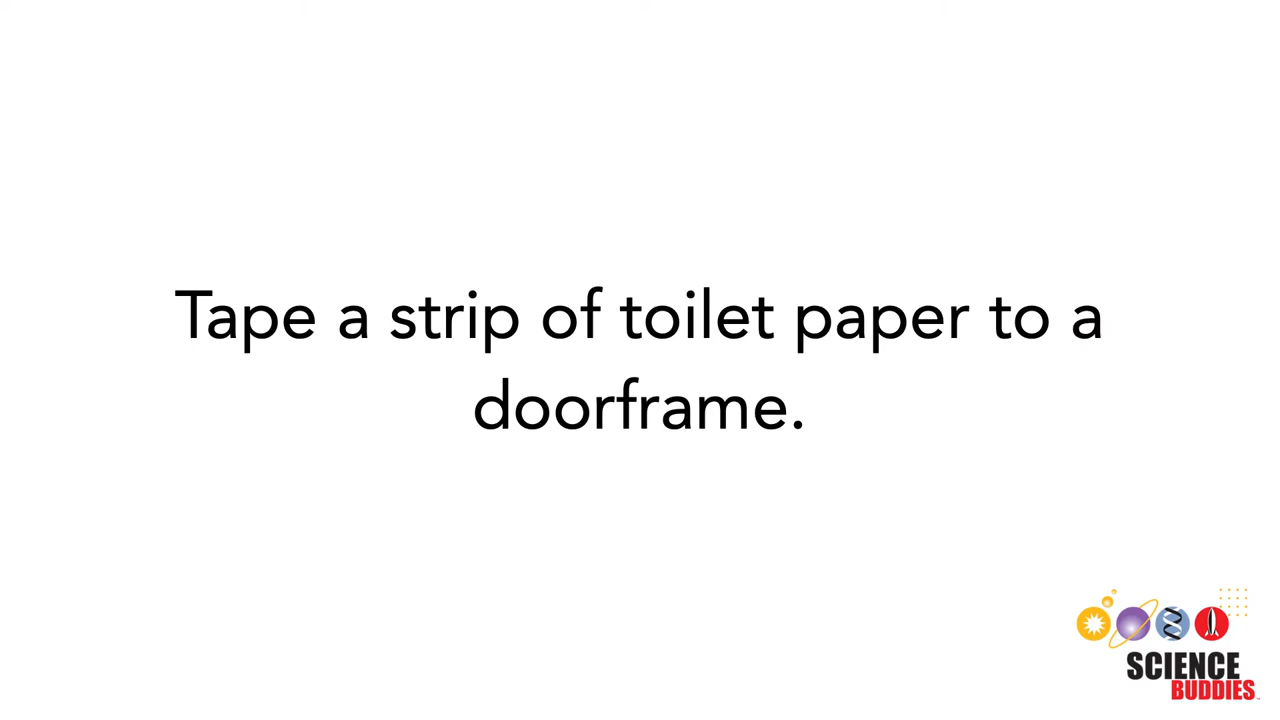 Tape a strip of toilet paper to a
doorframe.
SCIENCE
BUDDIES